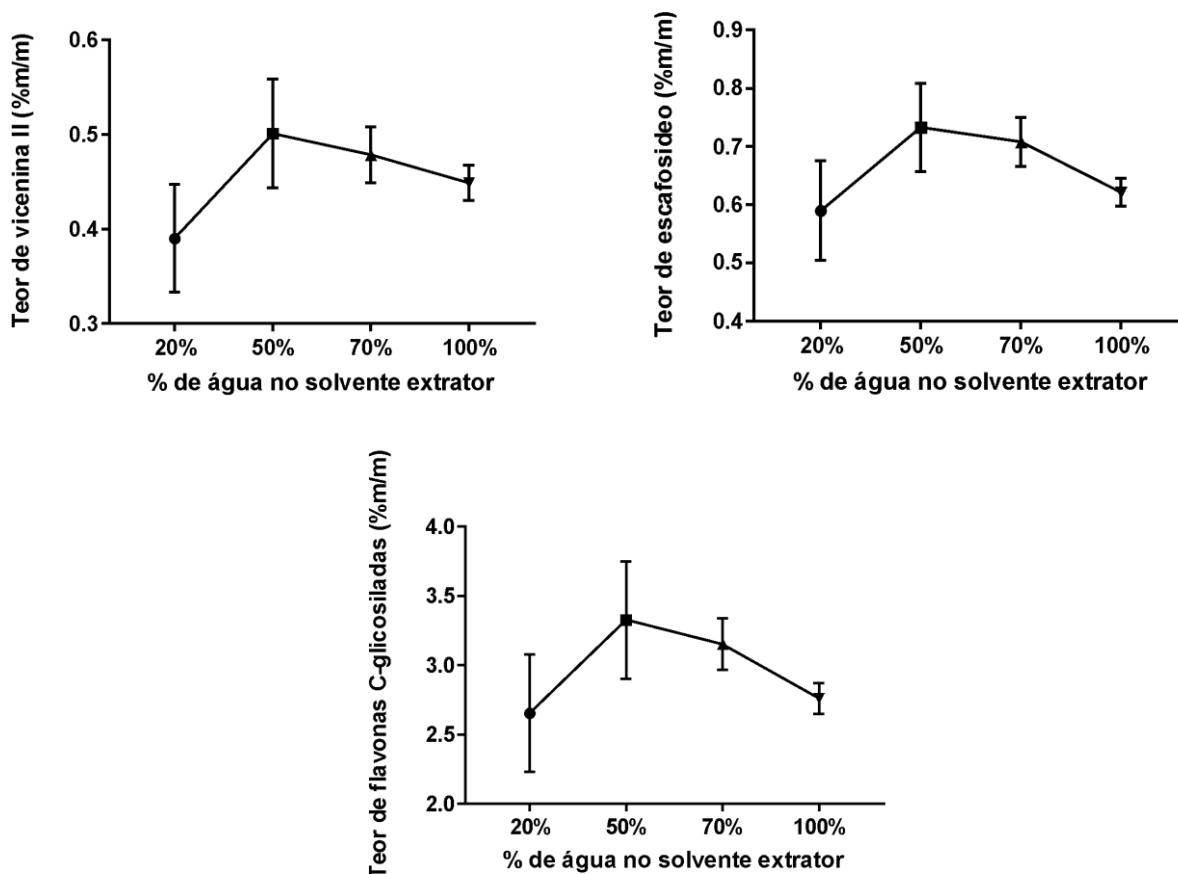 Teor de vicenina II (%m/m)
0.6
0.5
0.4
0.3
20% 50% 70% 100%
% de água no solvente extrator
Teor de escafosideo (%m/m)
0.9
0.8
0.7
0.6
0.5
0.4
20% 50% 70% 100%
% de água no solvente extrator
Teor de flavonas C-glicosiladas (%m/m)
4.0
3.5
3.0
2.5
2.0
20% 50% 70% 100%
% de água no solvente extrator